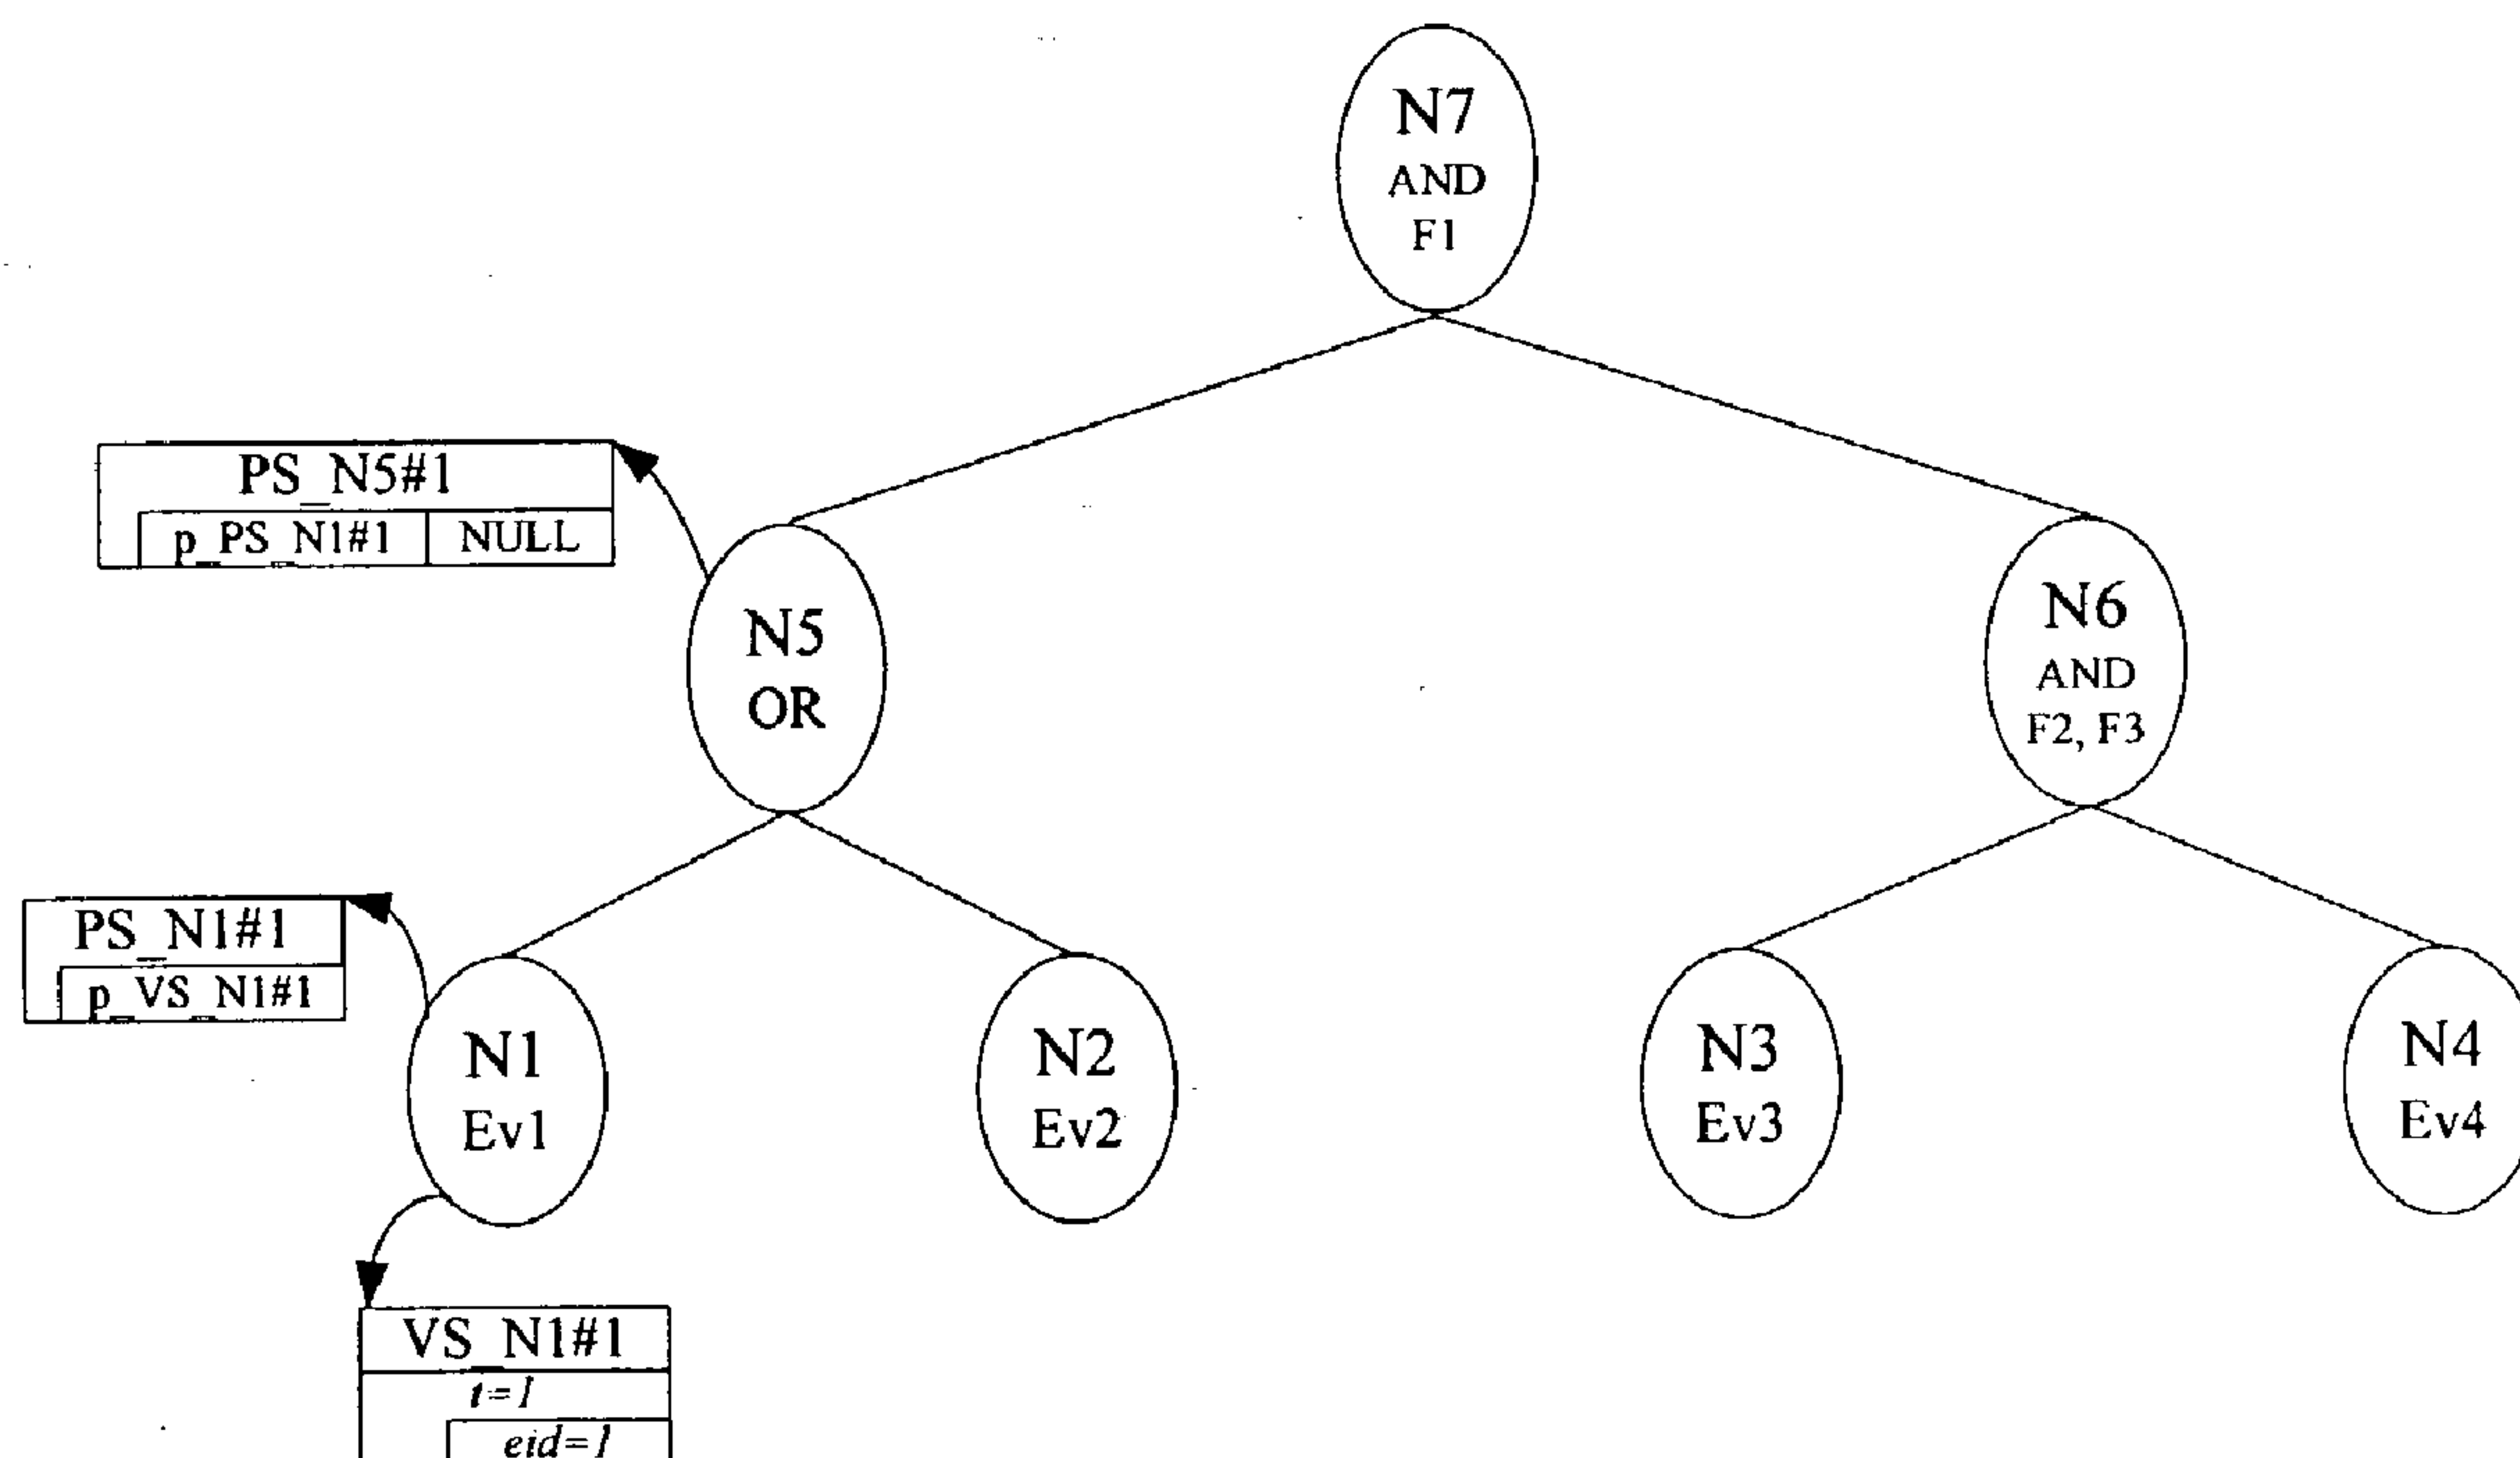 N7
AND
F1
PS_N5#1
p_PS_N1#1 NULL
N5
OR
N6
AND
F2, F3
PS_N1#1
p_VS_N1#1
N1
Ev1
N2
Ev2
N3
Ev3
N4
Ev4
VS_N1#1
t=1
eid=1